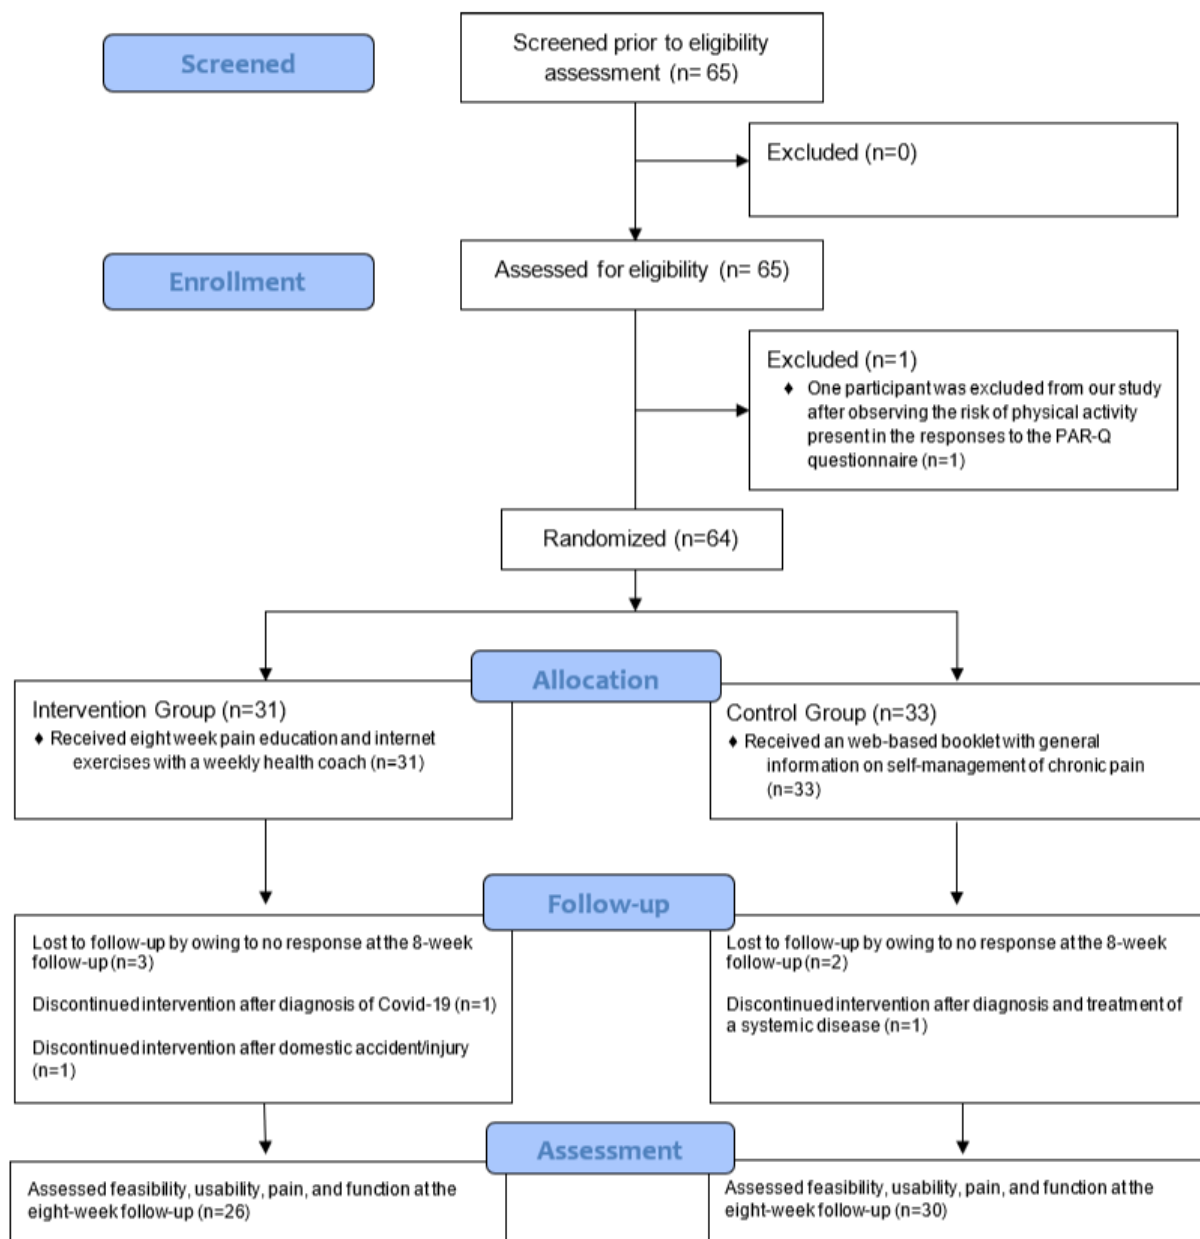 Screened
Screened prior to eligibility
assessment (n= 65)
Excluded (n=0)
Enrollment
Assessed for eligibility (n= 65)
Excluded (n=1)
♦ One participant was excluded from our study
after observing the risk of physical activity
present in the responses to the PAR-Q
questionnaire (n=1)
Randomized (n=64)
Allocation
Intervention Group (n=31)
♦ Received eight week pain education and internet
exercises with a weekly health coach (n=31)
Control Group (n=33)
♦ Received an web-based booklet with general
information on self-management of chronic pain
(n=33)
Follow-up
Lost to follow-up by owing to no response at the 8-week
follow-up (n=3)
Discontinued intervention after diagnosis of Covid-19 (n=1)
Discontinued intervention after domestic accident/injury
(n=1)
Lost to follow-up by owing to no response at the 8-week
follow-up (n=2)
Discontinued intervention after diagnosis and treatment of
a systemic disease (n=1)
Assessment
Assessed feasibility, usability, pain, and function at the
eight-week follow-up (n=26)
Assessed feasibility, usability, pain, and function at the
eight-week follow-up (n=30)